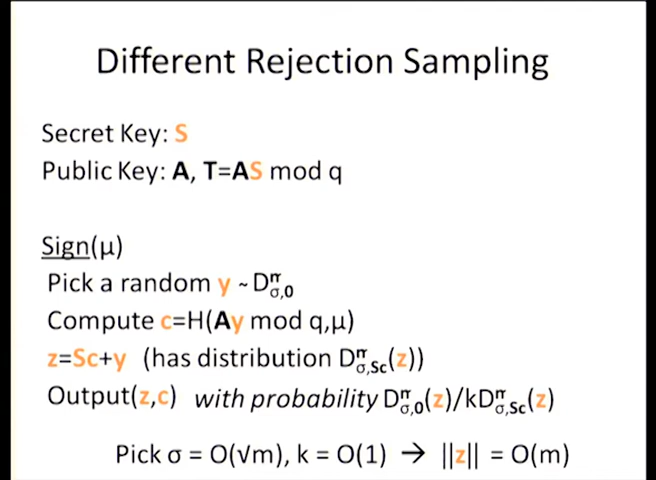 Different Rejection Sampling
Secret Key: S
Public Key: A, T=AS mod q
Sign(μ)
Pick a random y ~ Dᵐσ,0
Compute c=H(Ay mod q,μ)
z=Sc+y (has distribution Dᵐσ,Sc(z))
Output(z,c) with probability Dᵐσ,0(z)/kDᵐσ,Sc(z)
Pick σ = O(√m), k = O(1) → ||z|| = O(m)